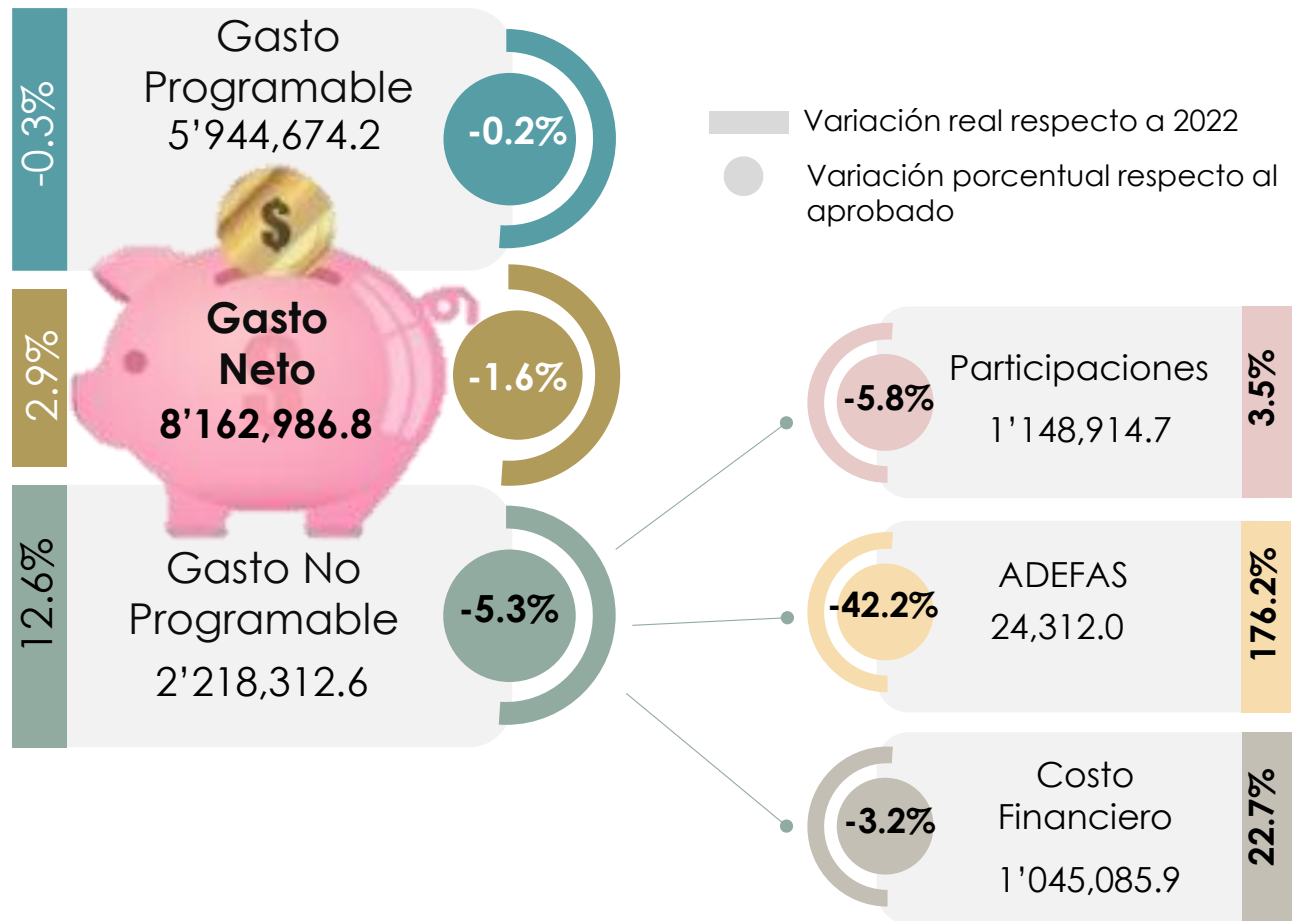 -0.3%
Gasto
Programable
5’944,674.2
-0.2%
$
2.9%
Gasto
Neto
8’162,986.8
-1.6%
12.6%
Gasto No
Programable
2’218,312.6
-5.3%
Variación real respecto a 2022
Variación porcentual respecto al
aprobado
-5.8%
Participaciones
1’148,914.7
3.5%
-42.2%
ADEFAS
24,312.0
176.2%
-3.2%
Costo
Financiero
1’045,085.9
22.7%